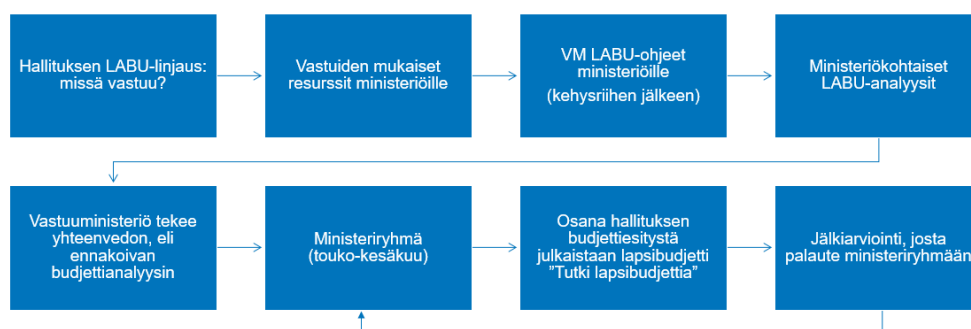 Hallituksen LABU-linjaus:
missä vastuu?
Vastuiden mukaiset
resurssit ministeriöille
VM LABU-ohjeet
ministeriöille
(kehysriihen jälkeen)
Ministeriökohtaiset
LABU-analyysit
Vastuuministeriö tekee
yhteenvedon, eli
ennakoivan
budjettianalyysin
Ministeriryhmä
(touko-kesäkuu)
Osana hallituksen
budjettiesitystä
julkaistaan lapsibudjetti
”Tutki lapsibudjettia”
Jälkiarviointi, josta
palaute ministeriryhmään